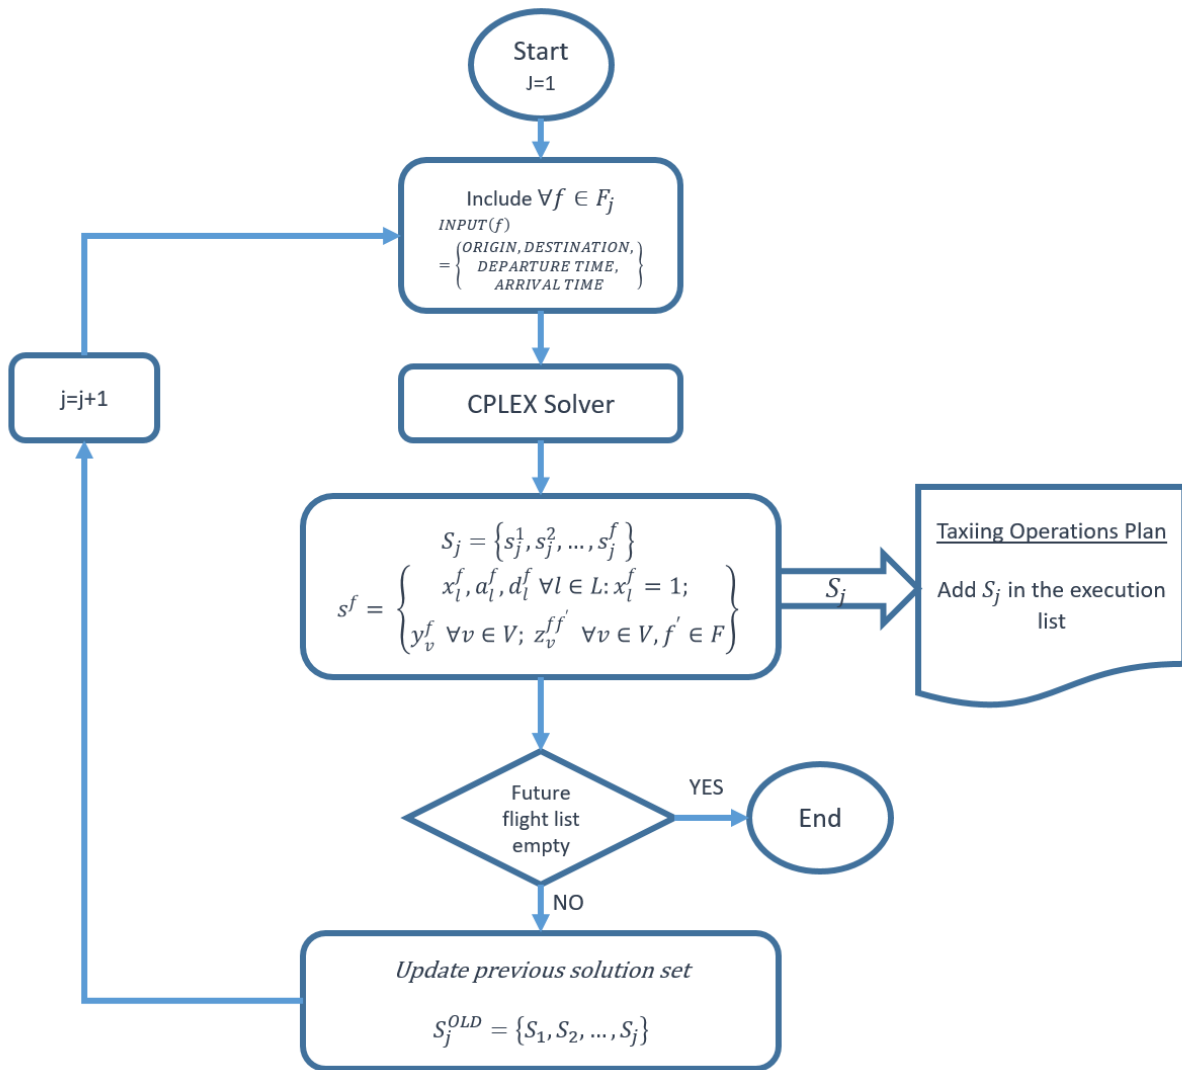 Start
J=1
Include ∀f ∈ F_j
INPUT(f)
= {ORIGIN, DESTINATION,
DEPARTURE TIME,
ARRIVAL TIME}
j=j+1
CPLEX Solver
S_j = {s_j^1, s_j^2, …, s_j^f}
s^f = {x_l^f, a_l^f, d_l^f ∀l ∈ L: x_l^f = 1;
y_v^f ∀v ∈ V; z_v^{ff'} ∀v ∈ V, f' ∈ F}
S_j
Taxiing Operations Plan
Add S_j in the execution
list
Future
flight list
empty
YES
End
NO
Update previous solution set
S_j^{OLD} = {S_1, S_2, …, S_j}